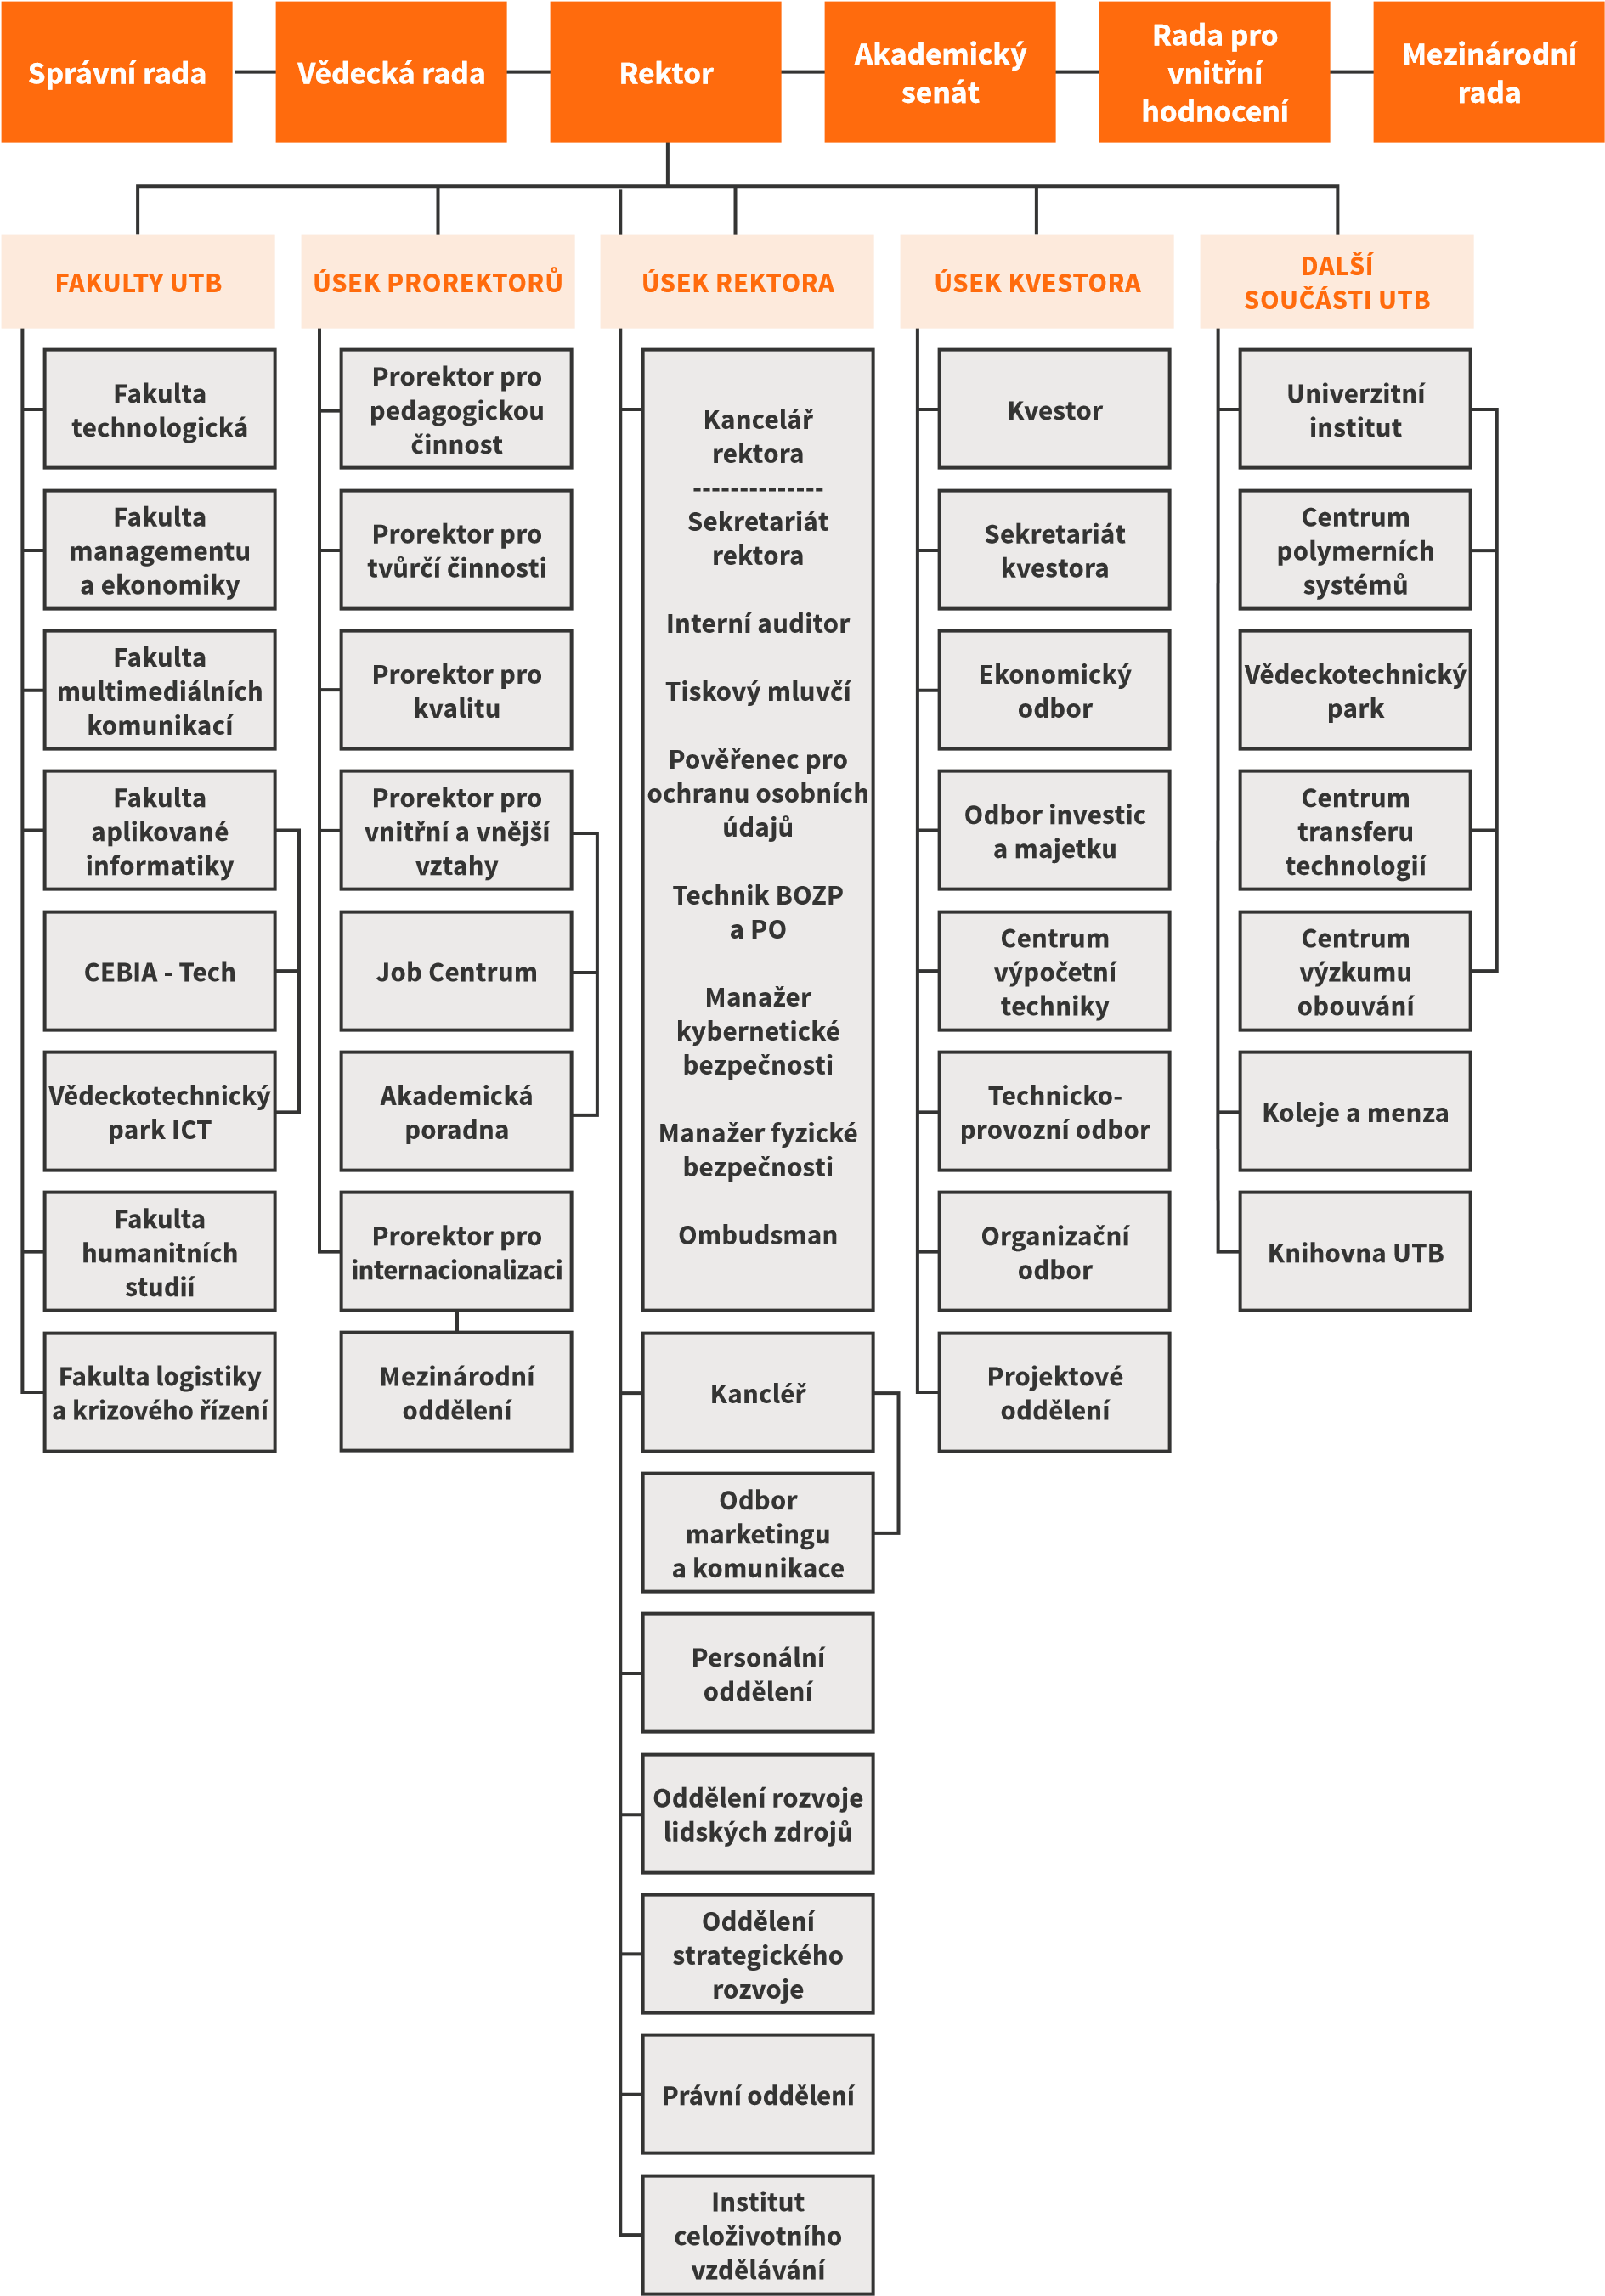 Správní rada
Vědecká rada
Rektor
Akademický
senát
Rada pro
vnitřní
hodnocení
Mezinárodní
rada
FAKULTY UTB
Fakulta
technologická
Fakulta
managementu
a ekonomiky
Fakulta
multimediálních
komunikací
Fakulta
aplikované
informatiky
CEBIA - Tech
Vědeckotechnický
park ICT
Fakulta
humanitních
studií
Fakulta logistiky
a krizového řízení
ÚSEK PROREKTORŮ
Prorektor pro
pedagogickou
činnost
Prorektor pro
tvůrčí činnosti
Prorektor pro
kvalitu
Prorektor pro
vnitřní a vnější
vztahy
Job Centrum
Akademická
poradna
Prorektor pro
internacionalizaci
Mezinárodní
oddělení
ÚSEK REKTORA
Kancelář
rektora
--------------
Sekretariát
rektora
Interní auditor
Tiskový mluvčí
Pověřenec pro
ochranu osobních
údajů
Technik BOZP
a PO
Manažer
kybernetické
bezpečnosti
Manažer fyzické
bezpečnosti
Ombudsman
Kancléř
Odbor
marketingu
a komunikace
Personální
oddělení
Oddělení rozvoje
lidských zdrojů
Oddělení
strategického
rozvoje
Právní oddělení
Institut
celoživotního
vzdělávání
ÚSEK KVESTORA
Kvestor
Sekretariát
kvestora
Ekonomický
odbor
Odbor investic
a majetku
Centrum
výpočetní
techniky
Technicko-
provozní odbor
Organizační
odbor
Projektové
oddělení
DALŠÍ
SOUČÁSTI UTB
Univerzitní
institut
Centrum
polymerních
systémů
Vědeckotechnický
park
Centrum
transferu
technologií
Centrum
výzkumu
obouvání
Koleje a menza
Knihovna UTB